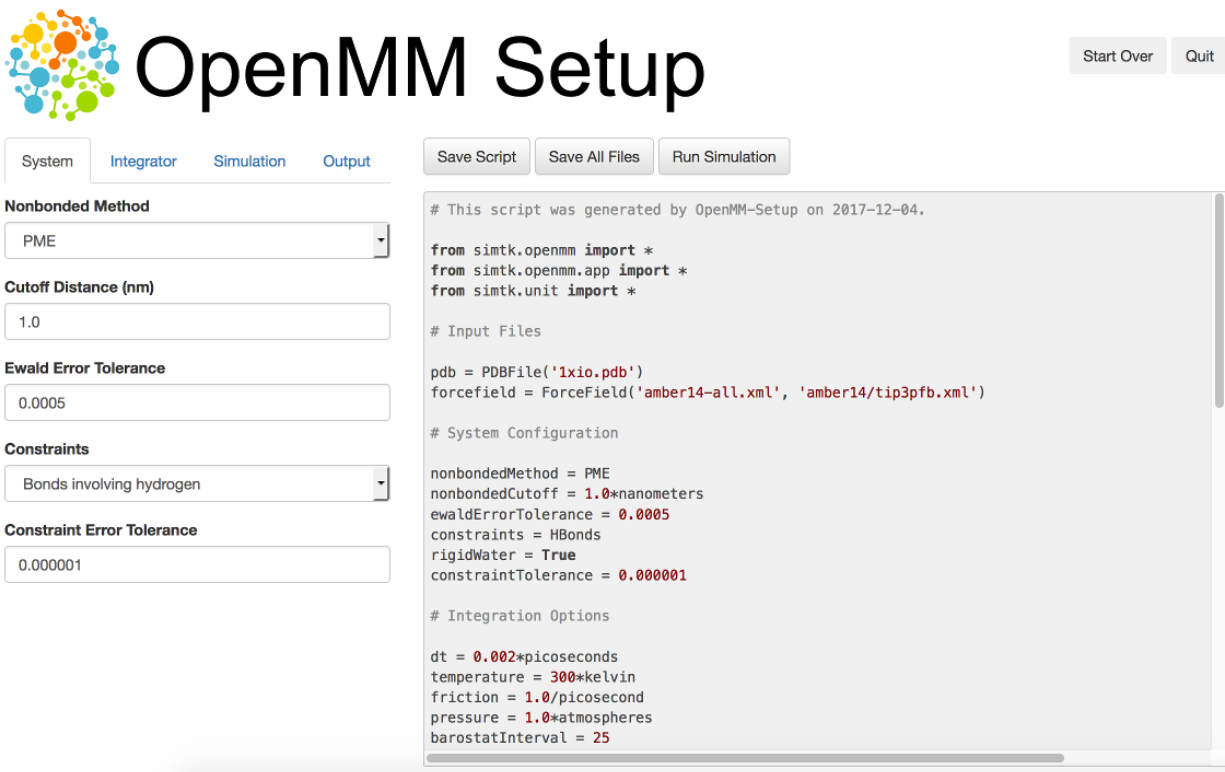 OpenMM Setup
Start Over
Quit
System
Integrator
Simulation
Output
Nonbonded Method
PME
Cutoff Distance (nm)
1.0
Ewald Error Tolerance
0.0005
Constraints
Bonds involving hydrogen
Constraint Error Tolerance
0.000001
Save Script
Save All Files
Run Simulation
# This script was generated by OpenMM-Setup on 2017-12-04.
from simtk.openmm import *
from simtk.openmm.app import *
from simtk.unit import *
# Input Files
pdb = PDBFile('1xio.pdb')
forcefield = ForceField('amber14-all.xml', 'amber14/tip3pfb.xml')
# System Configuration
nonbondedMethod = PME
nonbondedCutoff = 1.0*nanometers
ewaldErrorTolerance = 0.0005
constraints = HBonds
rigidWater = True
constraintTolerance = 0.000001
# Integration Options
dt = 0.002*picoseconds
temperature = 300*kelvin
friction = 1.0/picosecond
pressure = 1.0*atmospheres
barostatInterval = 25